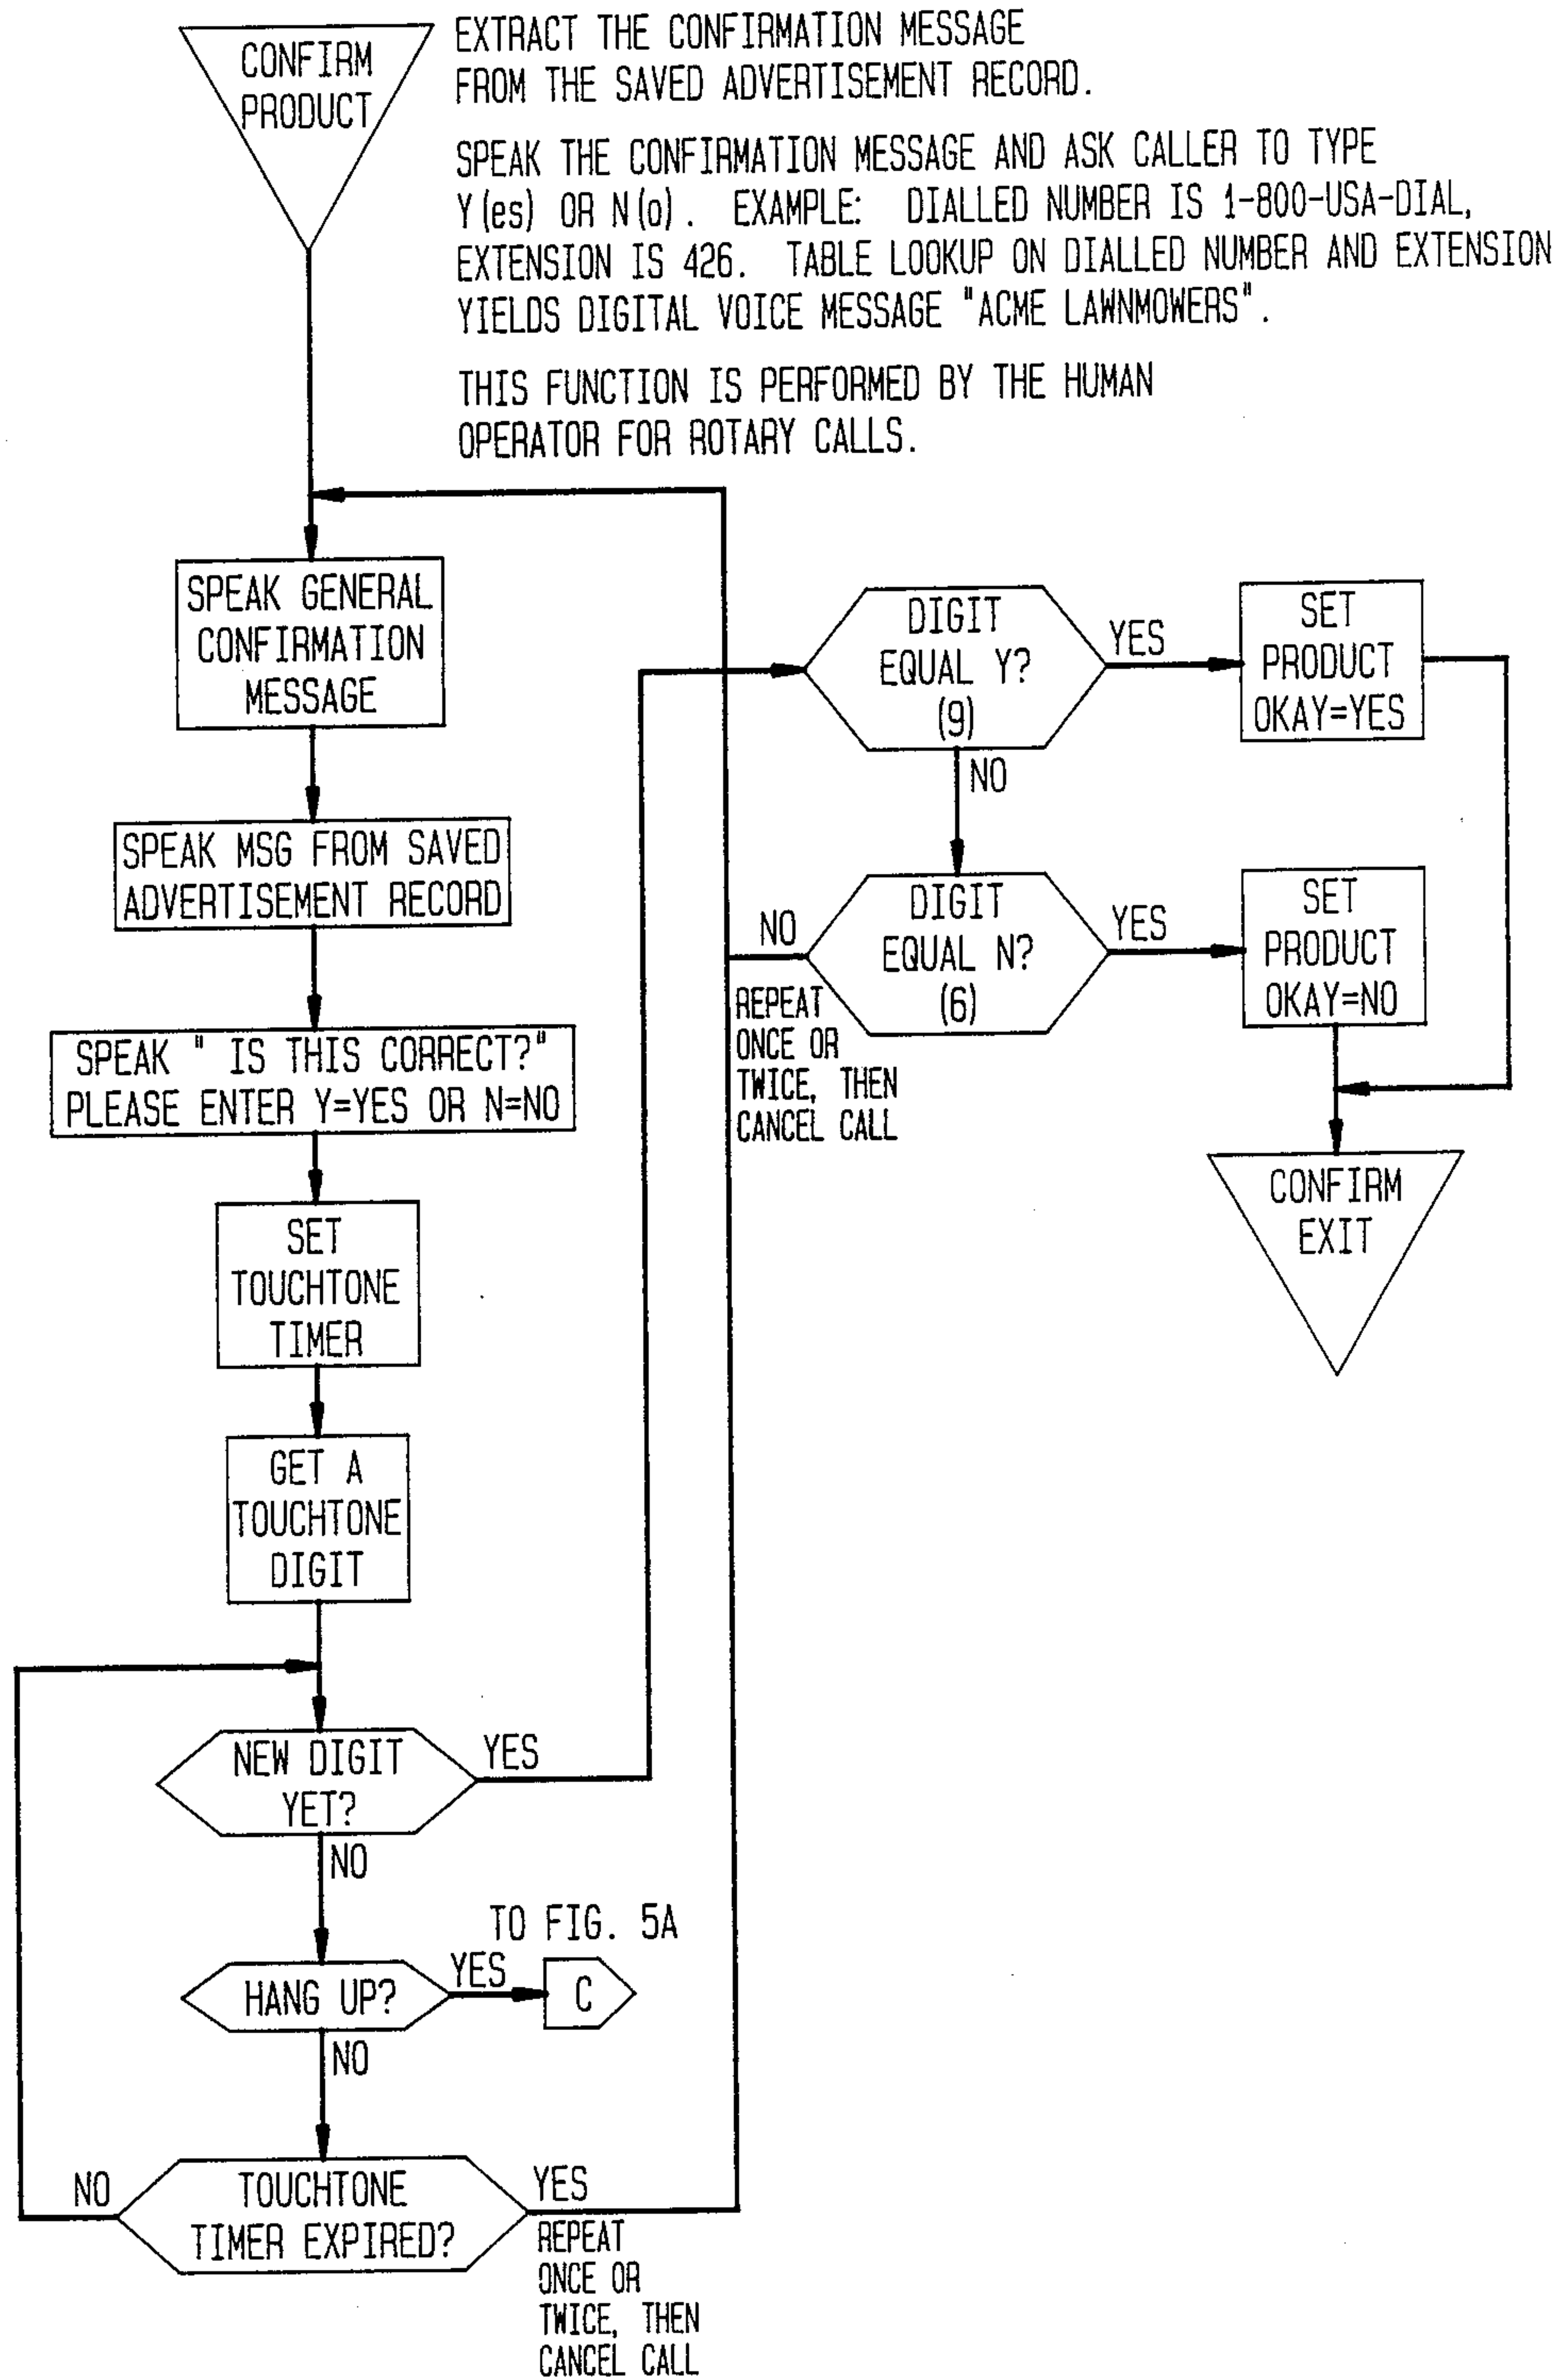 CONFIRM
PRODUCT
EXTRACT THE CONFIRMATION MESSAGE
FROM THE SAVED ADVERTISEMENT RECORD.
SPEAK THE CONFIRMATION MESSAGE AND ASK CALLER TO TYPE
Y(es) OR N(o). EXAMPLE: DIALLED NUMBER IS 1-800-USA-DIAL,
EXTENSION IS 426. TABLE LOOKUP ON DIALLED NUMBER AND EXTENSION
YIELDS DIGITAL VOICE MESSAGE "ACME LAWNMOWERS".
THIS FUNCTION IS PERFORMED BY THE HUMAN
OPERATOR FOR ROTARY CALLS.
SPEAK GENERAL
CONFIRMATION
MESSAGE
SPEAK MSG FROM SAVED
ADVERTISEMENT RECORD
SPEAK " IS THIS CORRECT?"
PLEASE ENTER Y=YES OR N=NO
SET
TOUCHTONE
TIMER
GET A
TOUCHTONE
DIGIT
NEW DIGIT
YET?
YES
NO
TO FIG. 5A
HANG UP?
YES
C
NO
TOUCHTONE
TIMER EXPIRED?
NO
YES
REPEAT
ONCE OR
TWICE, THEN
CANCEL CALL
DIGIT
EQUAL Y?
(9)
YES
NO
SET
PRODUCT
OKAY=YES
DIGIT
EQUAL N?
(6)
NO
REPEAT
ONCE OR
TWICE, THEN
CANCEL CALL
YES
SET
PRODUCT
OKAY=NO
CONFIRM
EXIT